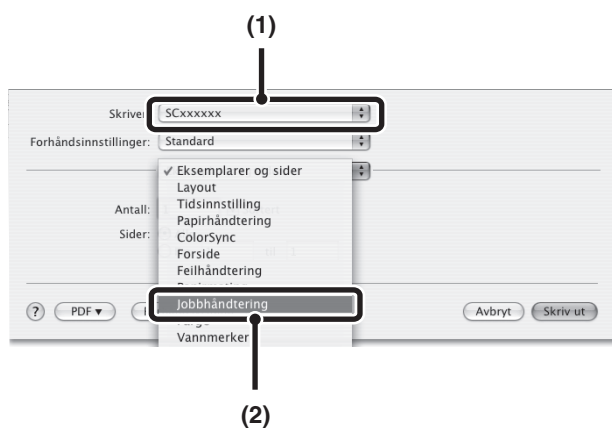 (1)
Skriver: SCxxxxxx
Forhåndsinnstillinger: Standard
✓ Eksemplarer og sider
Layout
Tidsinnstilling
Antall:
Papirhåndtering
Sider:
ColorSync
Forside
Feilhåndtering
Jobbhåndtering
? PDF▼ Avbryt Skriv ut
Vannmerker
(2)